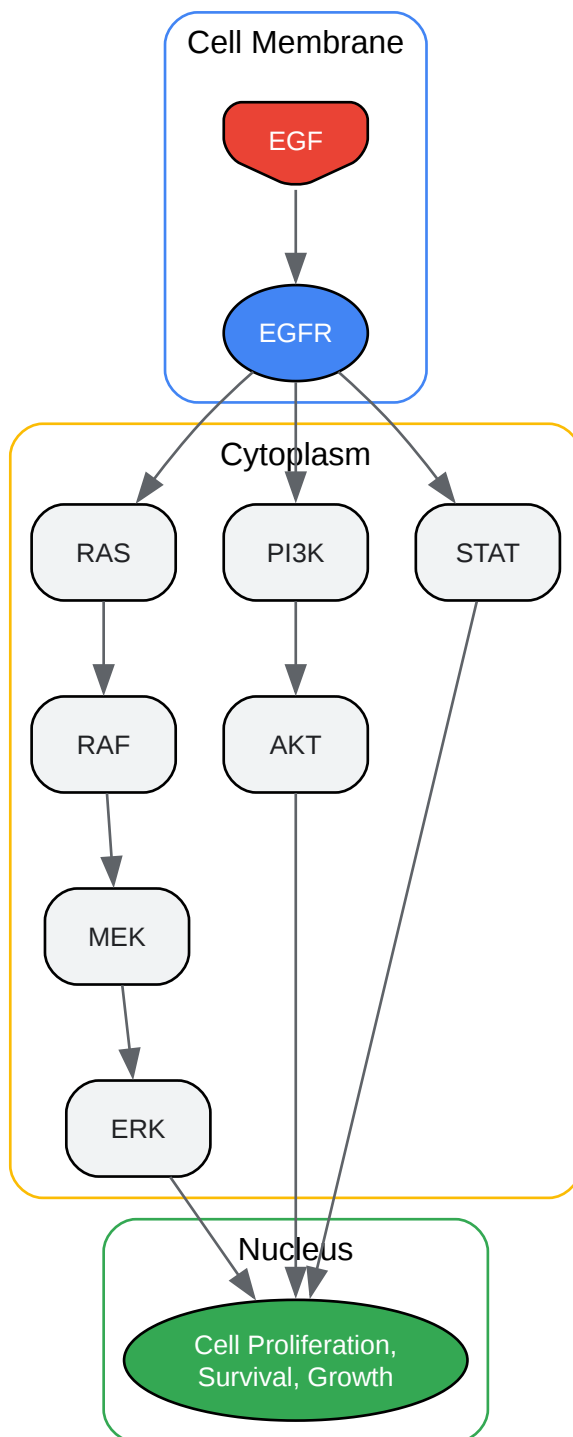 Cell Membrane
EGF
EGFR
Cytoplasm
RAS
PI3K
STAT
RAF
AKT
MEK
ERK
Nucleus
Cell Proliferation,
Survival, Growth